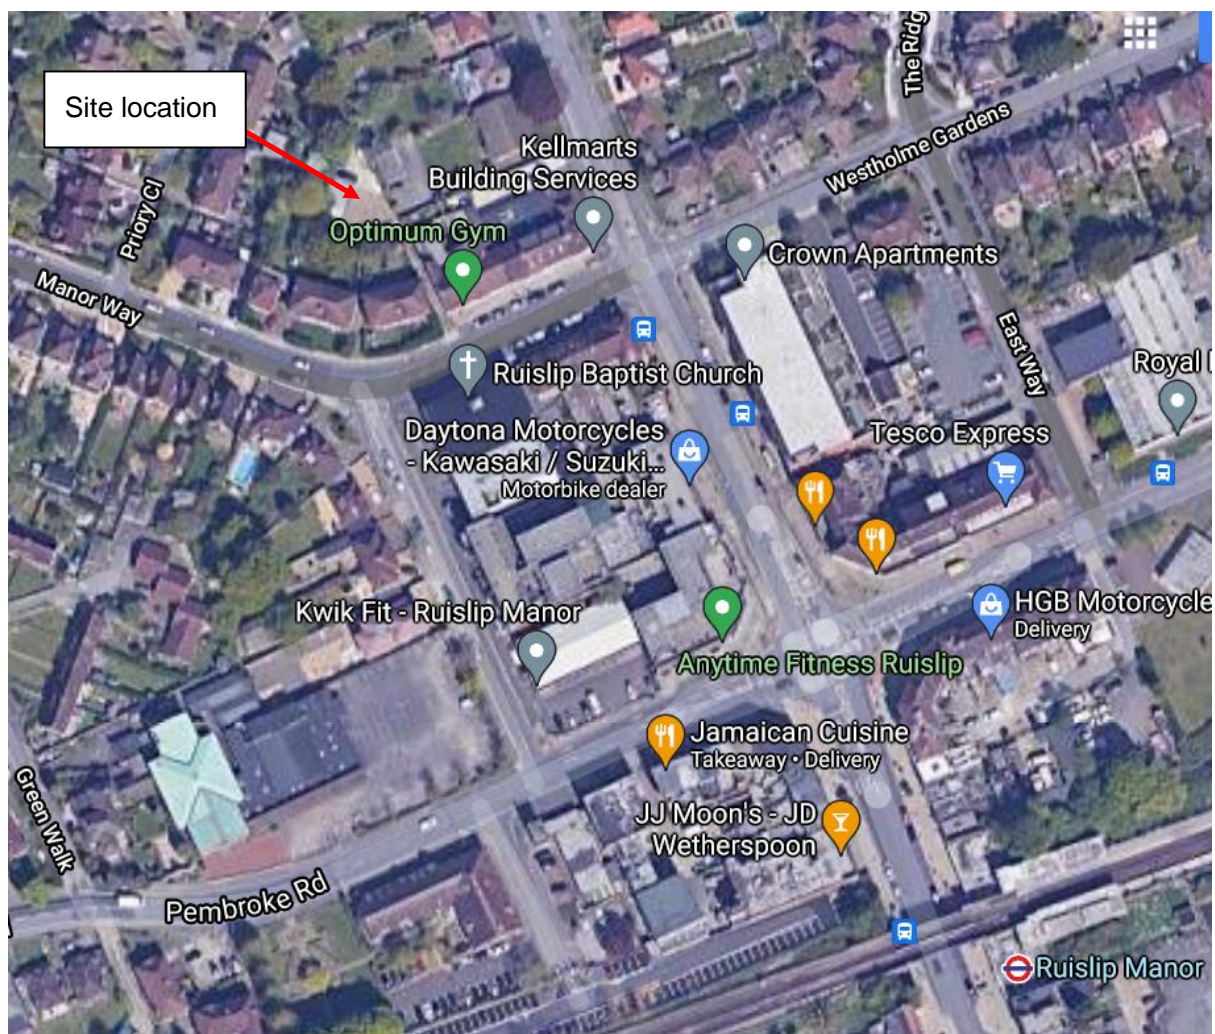 The Ridg
Site location
Kellmarts
Building Services
Westholme Gardens
Priory Cl
Optimum Gym
Crown Apartments
Manor Way
East Way
Ruislip Baptist Church
Royal
Daytona Motorcycles
- Kawasaki / Suzuki...
Motorbike dealer
Tesco Express
Kwik Fit - Ruislip Manor
HGB Motorcycle
Delivery
Anytime Fitness Ruislip
Jamaican Cuisine
Takeaway • Delivery
Green Walk
JJ Moon's - JD
Wetherspoon
Pembroke Rd
Ruislip Manor